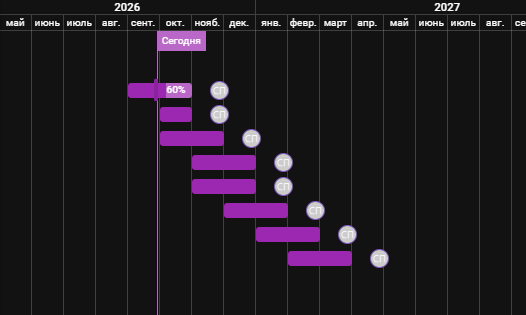 2026 2027
май июнь июль авг. сент. окт. нояб. дек. янв. февр. март апр. май июнь июль авг. се
Сегодня
60% СП
СП
СП
СП
СП
СП
СП
СП